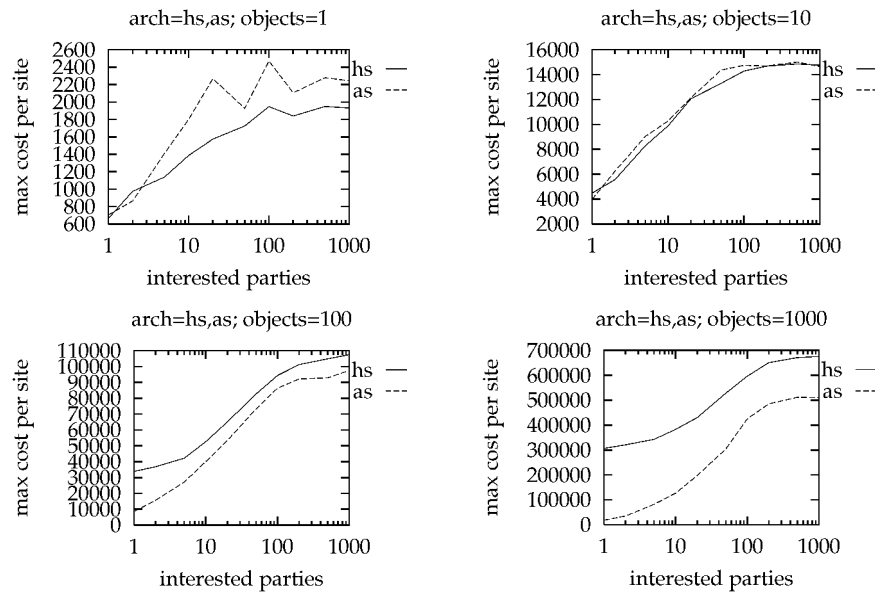 arch=hs,as; objects=1
max cost per site
2600
2400
2200
2000
1800
1600
1400
1200
1000
800
600
1 10 100 1000
interested parties
hs
as
arch=hs,as; objects=10
max cost per site
16000
14000
12000
10000
8000
6000
4000
2000
1 10 100 1000
interested parties
hs
as
arch=hs,as; objects=100
max cost per site
110000
100000
90000
80000
70000
60000
50000
40000
30000
20000
10000
0
1 10 100 1000
interested parties
hs
as
arch=hs,as; objects=1000
max cost per site
700000
600000
500000
400000
300000
200000
100000
0
1 10 100 1000
interested parties
hs
as